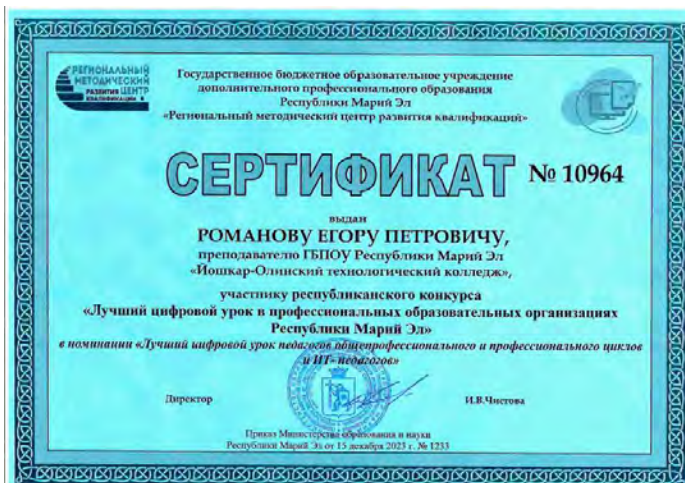 РЕГИОНАЛЬНЫЙ
МЕТОДИЧЕСКИЙ
ЦЕНТР
РАЗВИТИЯ
КВАЛИФИКАЦИЙ
Государственное бюджетное образовательное учреждение
дополнительного профессионального образования
Республики Марий Эл
«Региональный методический центр развития квалификаций»
СЕРТИФИКАТ № 10964
выдан
РОМАНОВУ ЕГОРУ ПЕТРОВИЧУ,
преподавателю ГБПОУ Республики Марий Эл
«Йошкар-Олинский технологический колледж»,
участнику республиканского конкурса
«Лучший цифровой урок в профессиональных образовательных организациях
Республики Марий Эл»
в номинации «Лучший цифровой урок педагогов общепрофессионального и профессионального циклов
и ИТ- педагогов»
Директор И.В.Чистова
Приказ Министерства образования и науки
Республики Марий Эл от 15 декабря 2023 г. № 1233